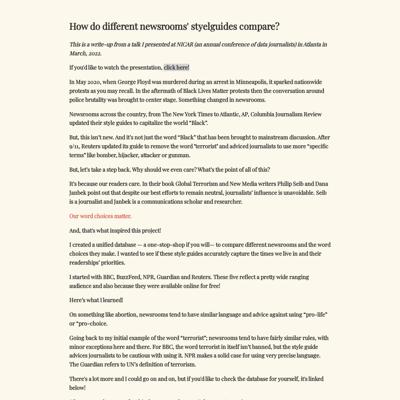 How do different newsrooms' styelguides compare?
This is a write-up from a talk I presented at NICAR (an annual conference of data journalists) in Atlanta in
March, 2022.
If you'd like to watch the presentation, click here!
In May 2020, when George Floyd was murdered during an arrest in Minneapolis, it sparked nationwide
protests as you may recall. In the aftermath of Black Lives Matter protests then the conversation around
police brutality was brought to center stage. Something changed in newsrooms.
Newsrooms across the country, from The New York Times to Atlantic, AP, Columbia Journalism Review
updated their style guides to capitalize the world "Black".
But, this isn't new. And it's not just the word "Black" that has been brought to mainstream discussion. After
9/11, Reuters updated its guide to remove the word "terrorist" and adviced journalists to use more "specific
terms" like bomber, hijacker, attacker or gunman.
But, let's take a step back. Why should we even care? What's the point of all of this?
It's because our readers care. In their book Global Terrorism and New Media writers Philip Seib and Dana
Janbek point out that despite our best efforts to remain neutral, journalists' influence is unavoidable. Seib
is a journalist and Janbek is a communications scholar and researcher.
Our word choices matter.
And, that's what inspired this project!
I created a unified database — a one-stop-shop if you will— to compare different newsrooms and the word
choices they make. I wanted to see if these style guides accurately capture the times we live in and their
readerships' priorities.
I started with BBC, BuzzFeed, NPR, Guardian and Reuters. These five reflect a pretty wide ranging
audience and also because they were available online for free!
Here's what I learned!
On something like abortion, newsrooms tend to have similar language and advice against using "pro-life"
or "pro-choice.
Going back to my initial example of the word "terrorist"; newsrooms tend to have fairly similar rules, with
minor exceptions here and there. For BBC, the word terrorist in itself isn't banned, but the style guide
advices journalists to be cautious with using it. NPR makes a solid case for using very precise language.
The Guardian refers to UN's definition of terrorism.
There's a lot more and I could go on and on, but if you'd like to check the database for yourself, it's linked
below!